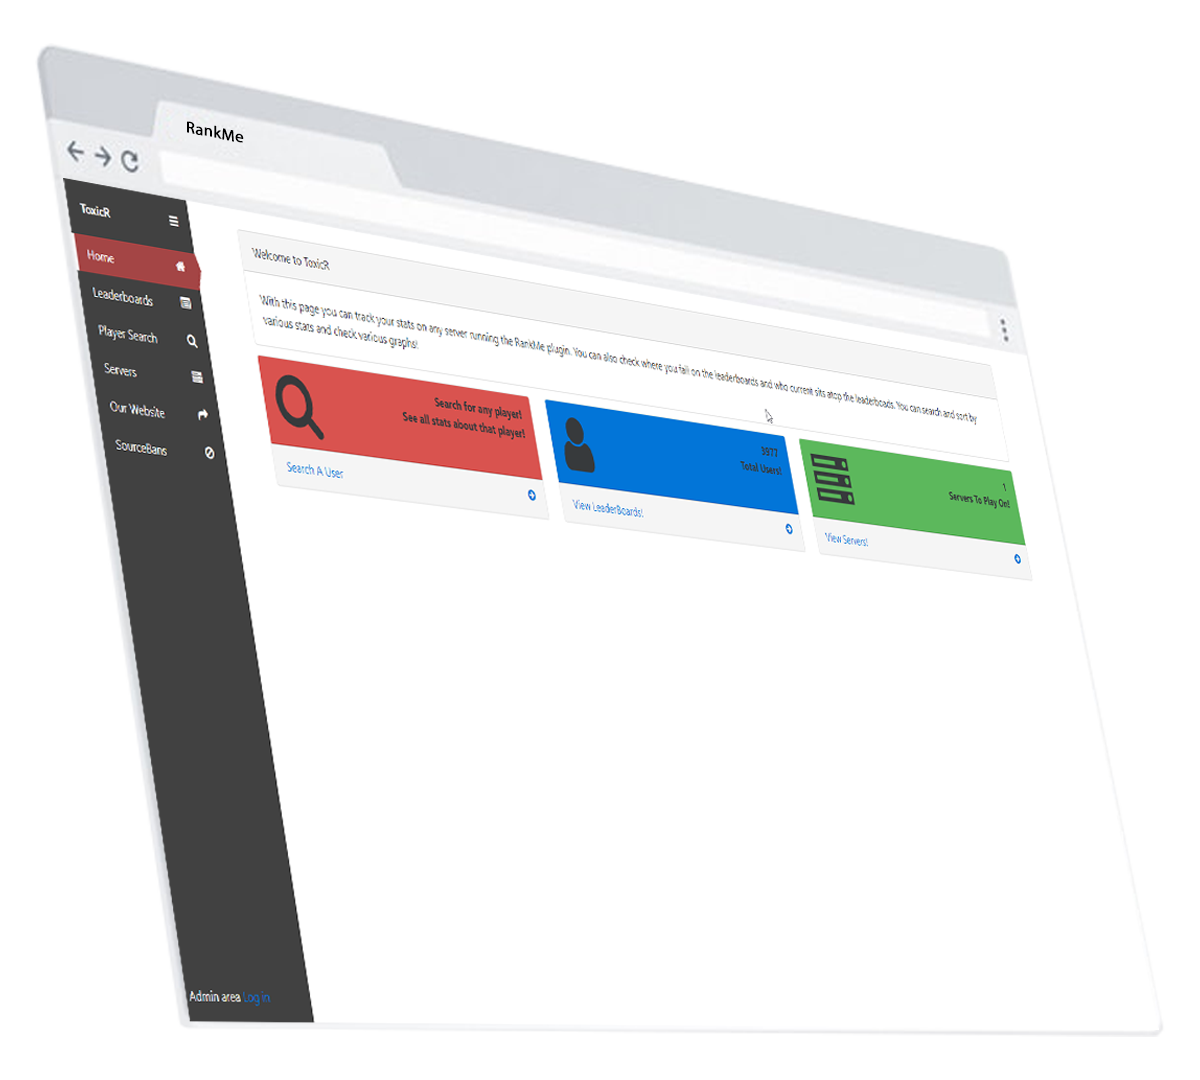 RankMe
ToxicR
Home
Leaderboards
Player Search
Servers
Our Website
SourceBans
Admin area Log in
Welcome to ToxicR
With this page you can track your stats on any server running the RankMe plugin. You can also check where you fall on the leaderboards and who current sits atop the leaderboads. You can search and sort by
various stats and check various graphs!
Search for any player!
See all stats about that player!
Search A User
3977
Total Users!
View LeaderBoards!
1
Servers To Play On!
View Servers!